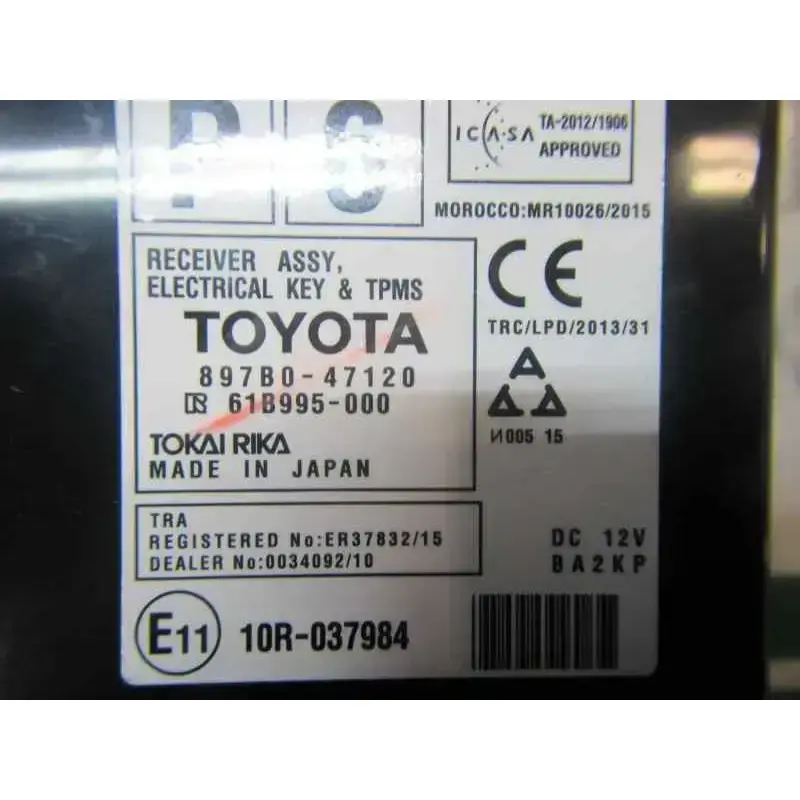 P S
ICASA TA-2012/1906
APPROVED
MOROCCO:MR10026/2015
RECEIVER ASSY,
ELECTRICAL KEY & TPMS
TOYOTA
897B0-47120
61B995-000
TOKAI RIKA
MADE IN JAPAN
CE
TRC/LPD/2013/31
И005 15
TRA
REGISTERED No:ER37832/15
DEALER No:0034092/10
DC 12V
BA2KP
E11 10R-037984